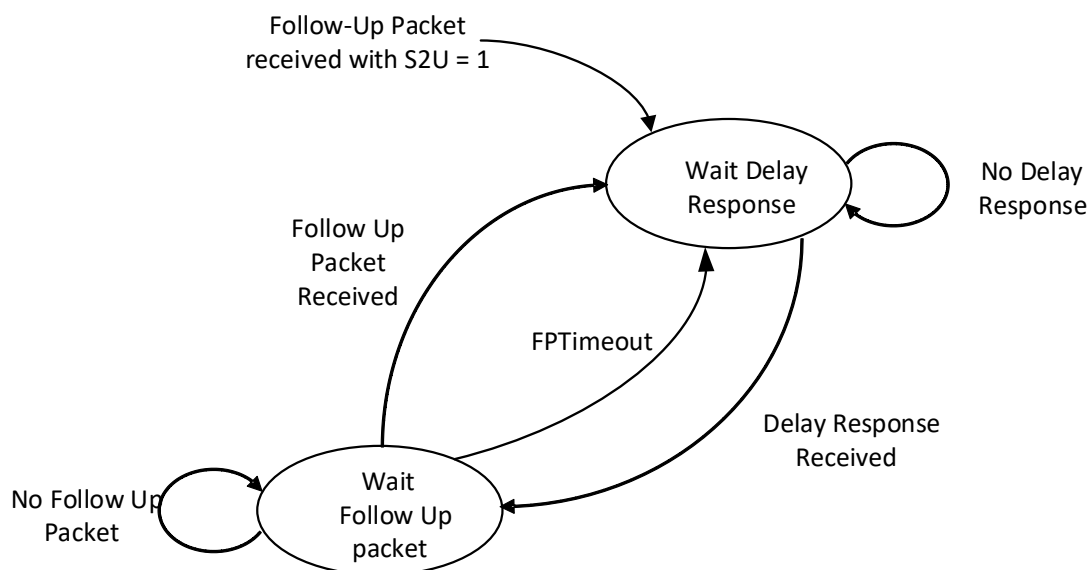 Follow-Up Packet
received with S2U = 1
Wait Delay
Response
No Delay
Response
Follow Up
Packet
Received
FPTimeout
Delay Response
Received
Wait
Follow Up
packet
No Follow Up
Packet